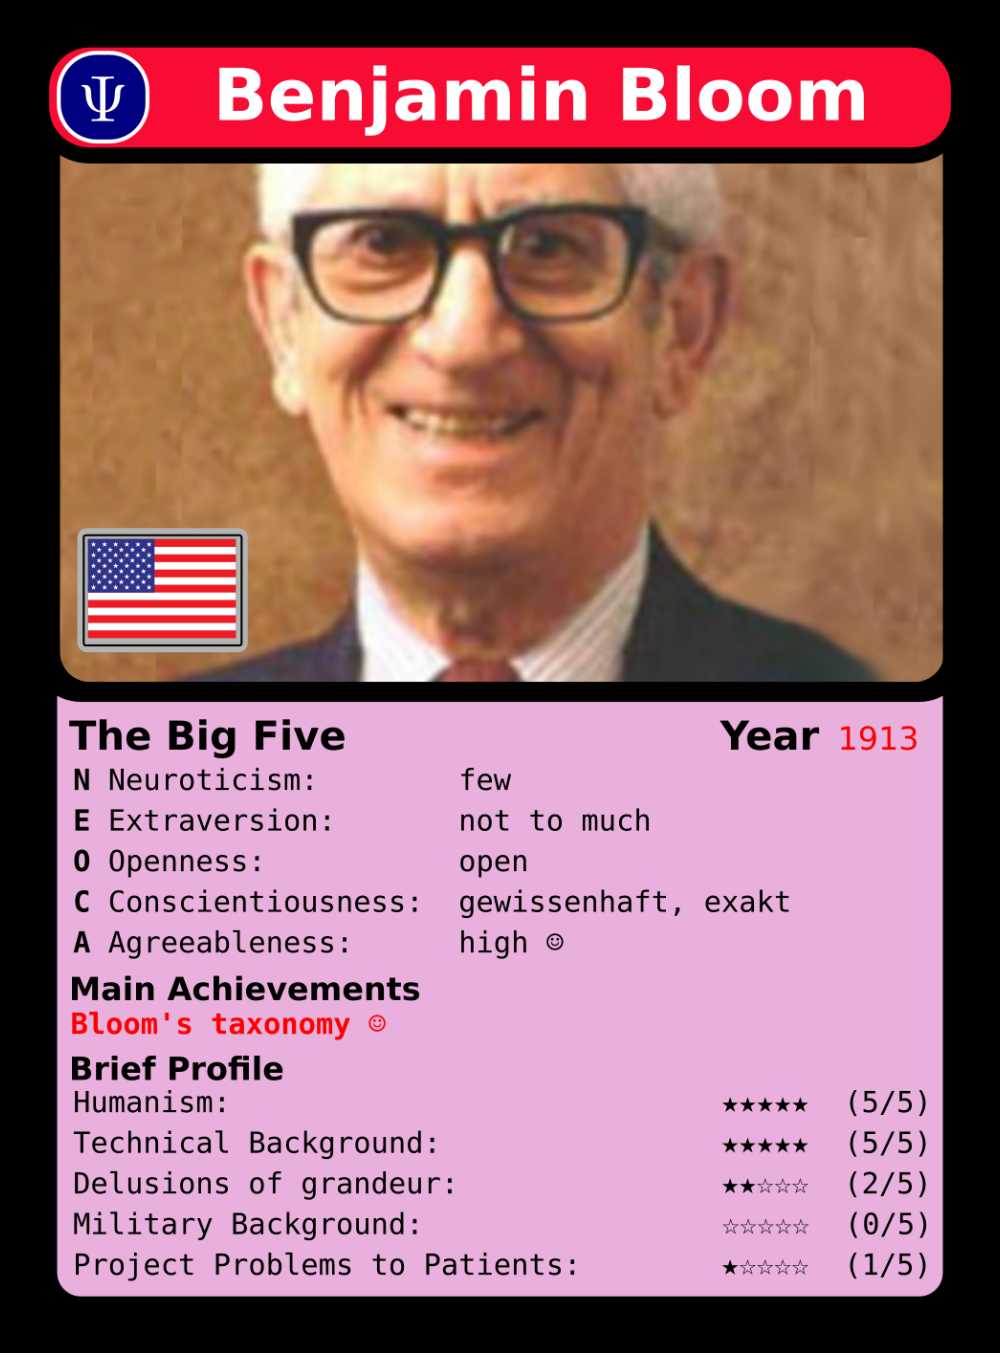 Ψ Benjamin Bloom
The Big Five Year 1913
N Neuroticism: few
E Extraversion: not to much
O Openness: open
C Conscientiousness: gewissenhaft, exakt
A Agreeableness: high ☺
Main Achievements
Bloom's taxonomy ☺
Brief Profile
Humanism: ★★★★★ (5/5)
Technical Background: ★★★★★ (5/5)
Delusions of grandeur: ★★☆☆☆ (2/5)
Military Background: ☆☆☆☆☆ (0/5)
Project Problems to Patients: ★☆☆☆☆ (1/5)